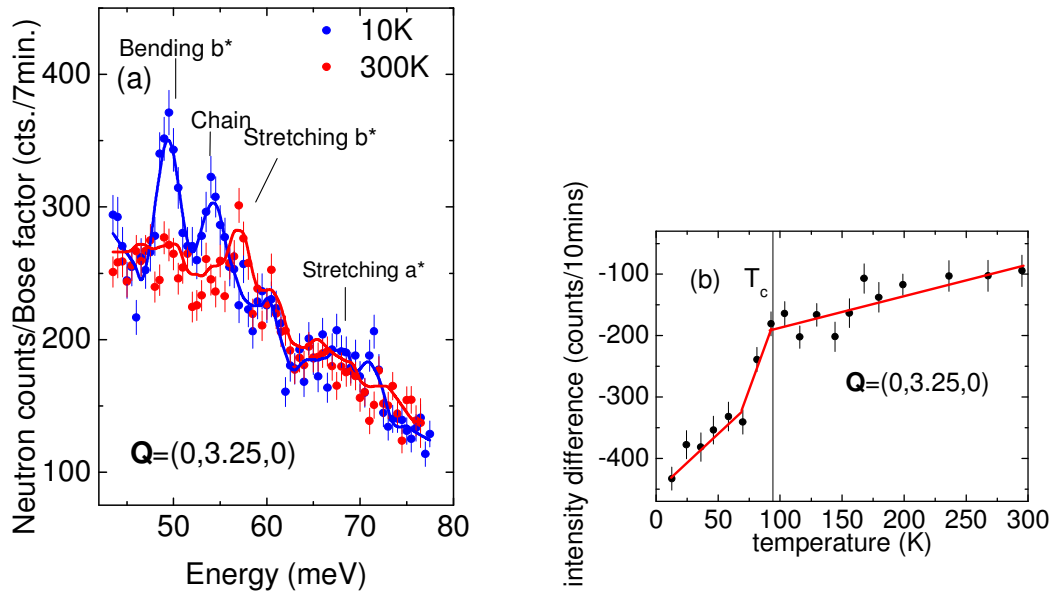 Neutron counts/Bose factor (cts./7min.)
400
300
200
100
50
60
70
80
Energy (meV)
(a)
10K
300K
Bending b*
Chain
Stretching b*
Stretching a*
Q=(0,3.25,0)
intensity difference (counts/10mins)
-100
-200
-300
-400
0
50
100
150
200
250
300
temperature (K)
(b)
Tc
Q=(0,3.25,0)